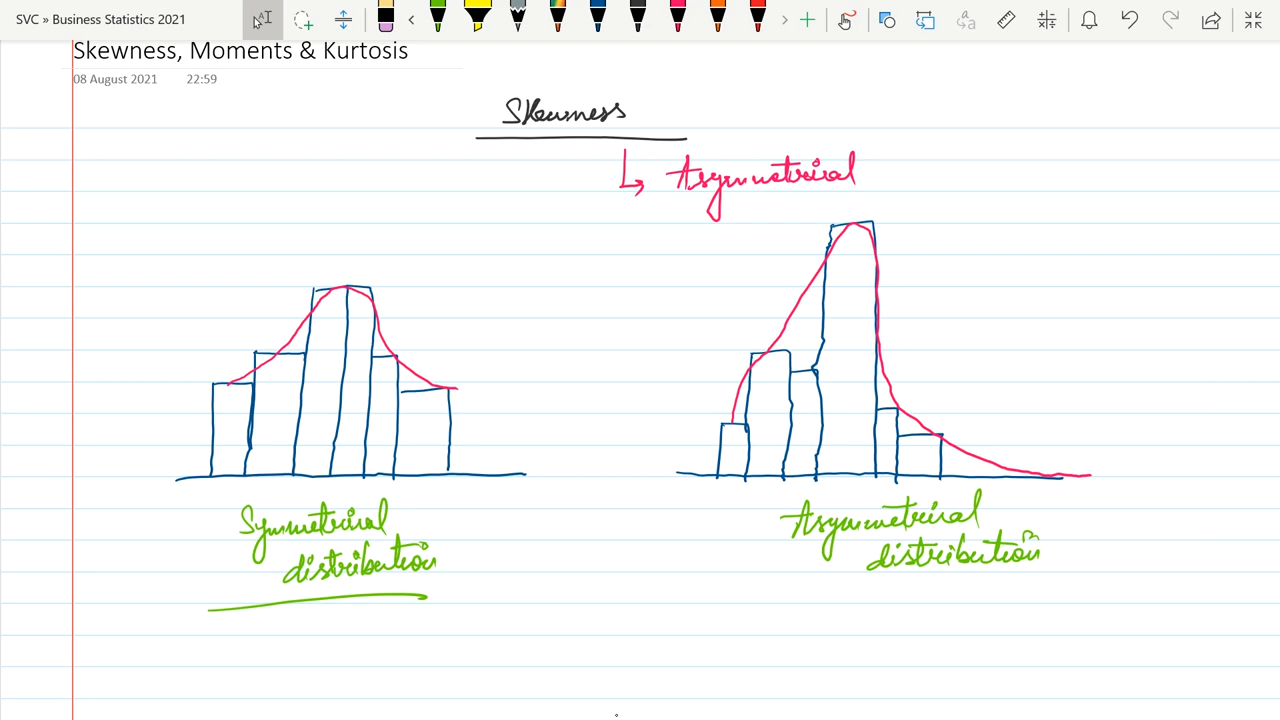 SVC » Business Statistics 2021
Skewness, Moments & Kurtosis
08 August 2021 22:59
Skewness
Asymmetrical
Symmetrical
distribution
Asymmetrical
distribution